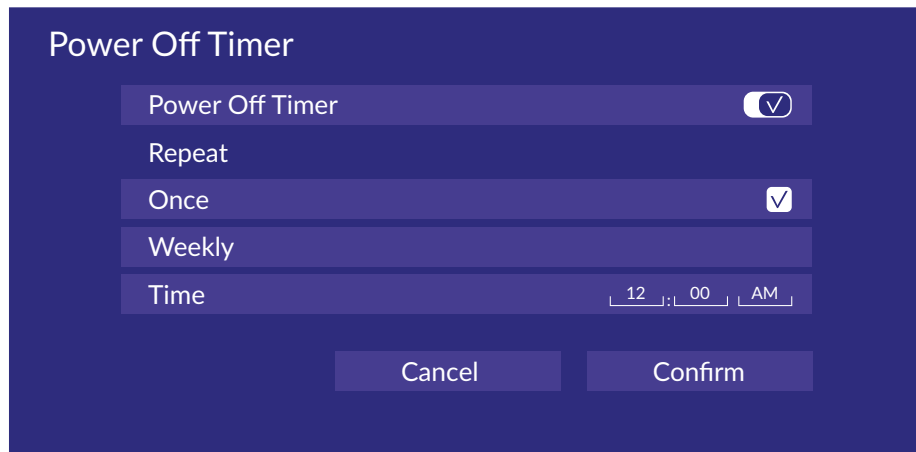 Power Off Timer
Power Off Timer
Repeat
Once
Weekly
Time 12 : 00 AM
Cancel Confirm